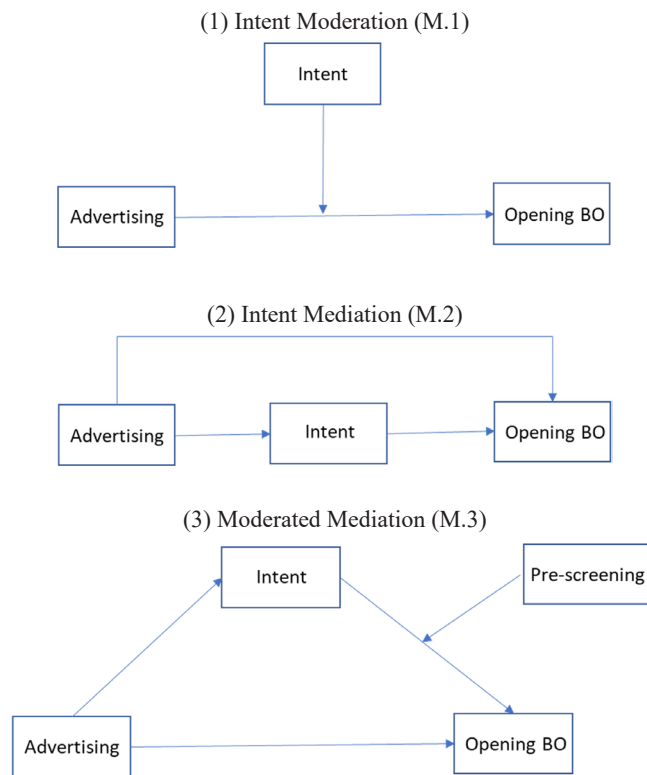 (1) Intent Moderation (M.1)
Intent
Advertising
Opening BO
(2) Intent Mediation (M.2)
Advertising
Intent
Opening BO
(3) Moderated Mediation (M.3)
Intent
Pre-screening
Advertising
Opening BO